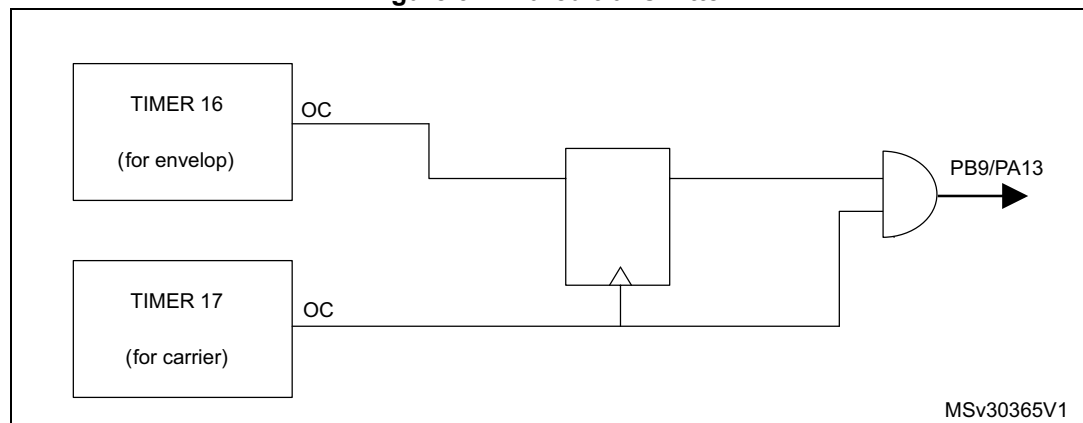 TIMER 16
(for envelop)
OC
PB9/PA13
TIMER 17
(for carrier)
OC
MSv30365V1